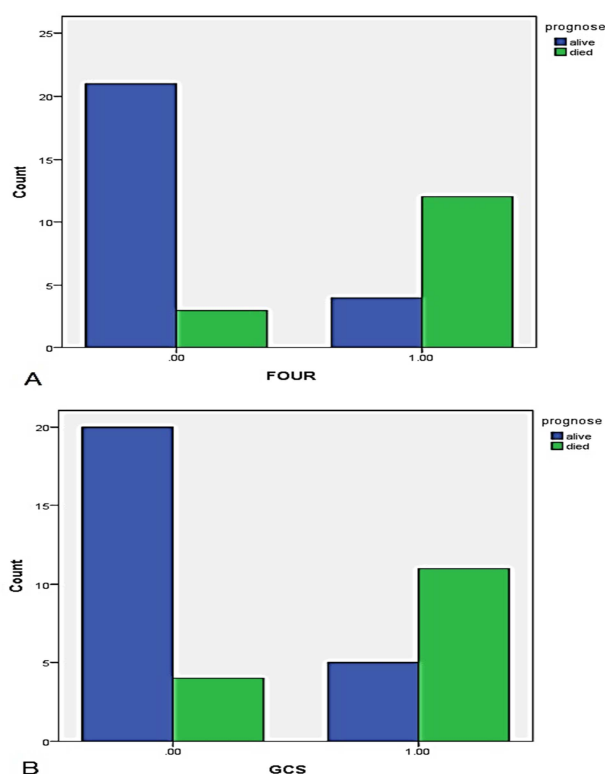 prognose
alive
died
25
20
15
10
5
0
Count
.00
1.00
FOUR
A
prognose
alive
died
20
15
10
5
0
Count
.00
1.00
GCS
B